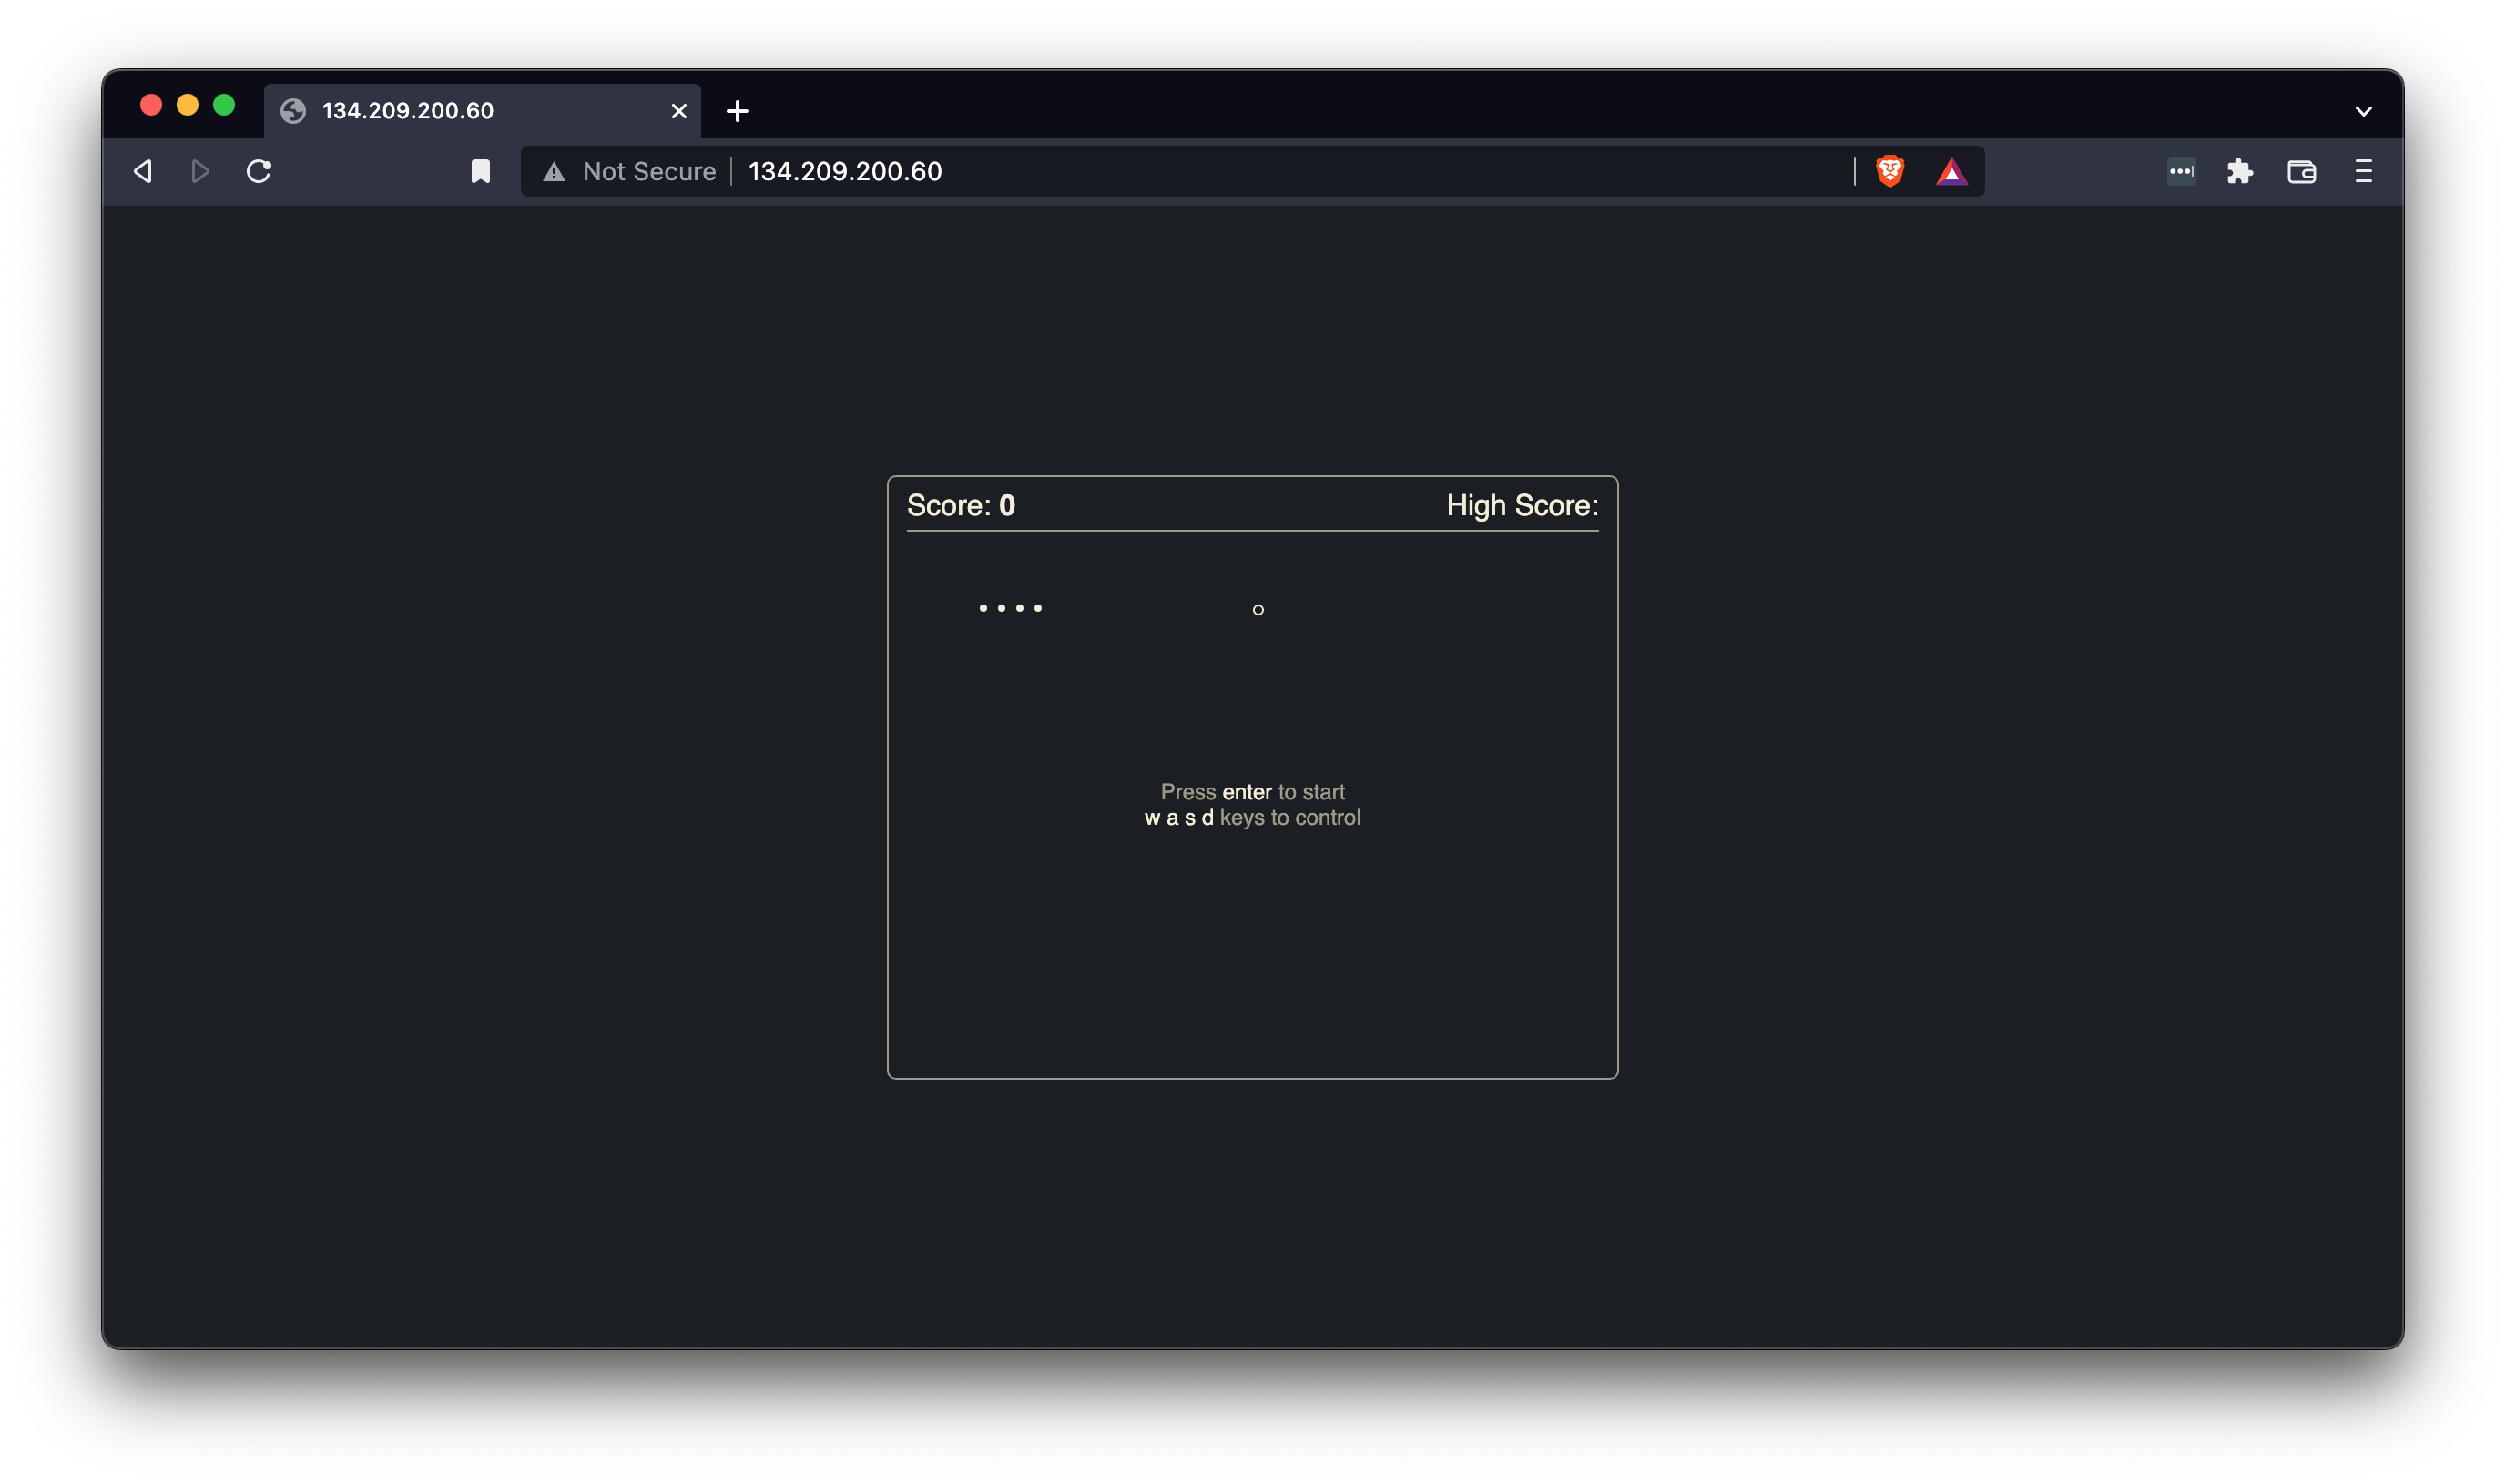 134.209.200.60
Not Secure 134.209.200.60
Score: 0 High Score:
Press enter to start
w a s d keys to control